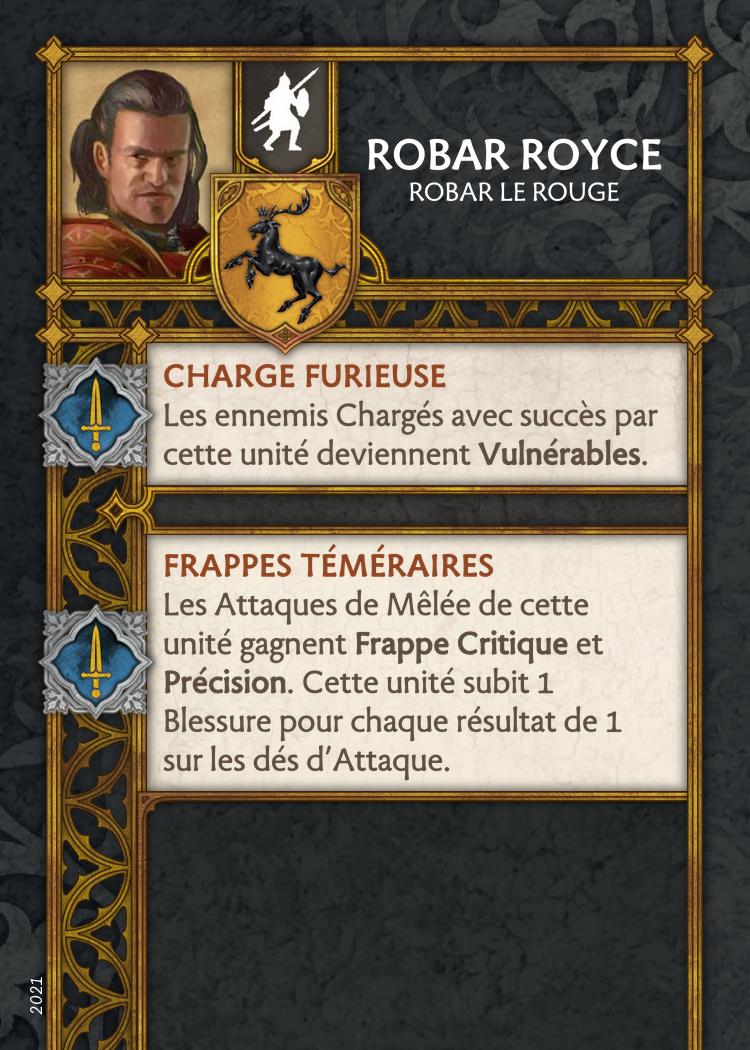 ROBAR ROYCE
ROBAR LE ROUGE
CHARGE FURIEUSE
Les ennemis Chargés avec succès par
cette unité deviennent Vulnérables.
FRAPPES TÉMÉRAIRES
Les Attaques de Mêlée de cette
unité gagnent Frappe Critique et
Précision. Cette unité subit 1
Blessure pour chaque résultat de 1
sur les dés d'Attaque.
2021